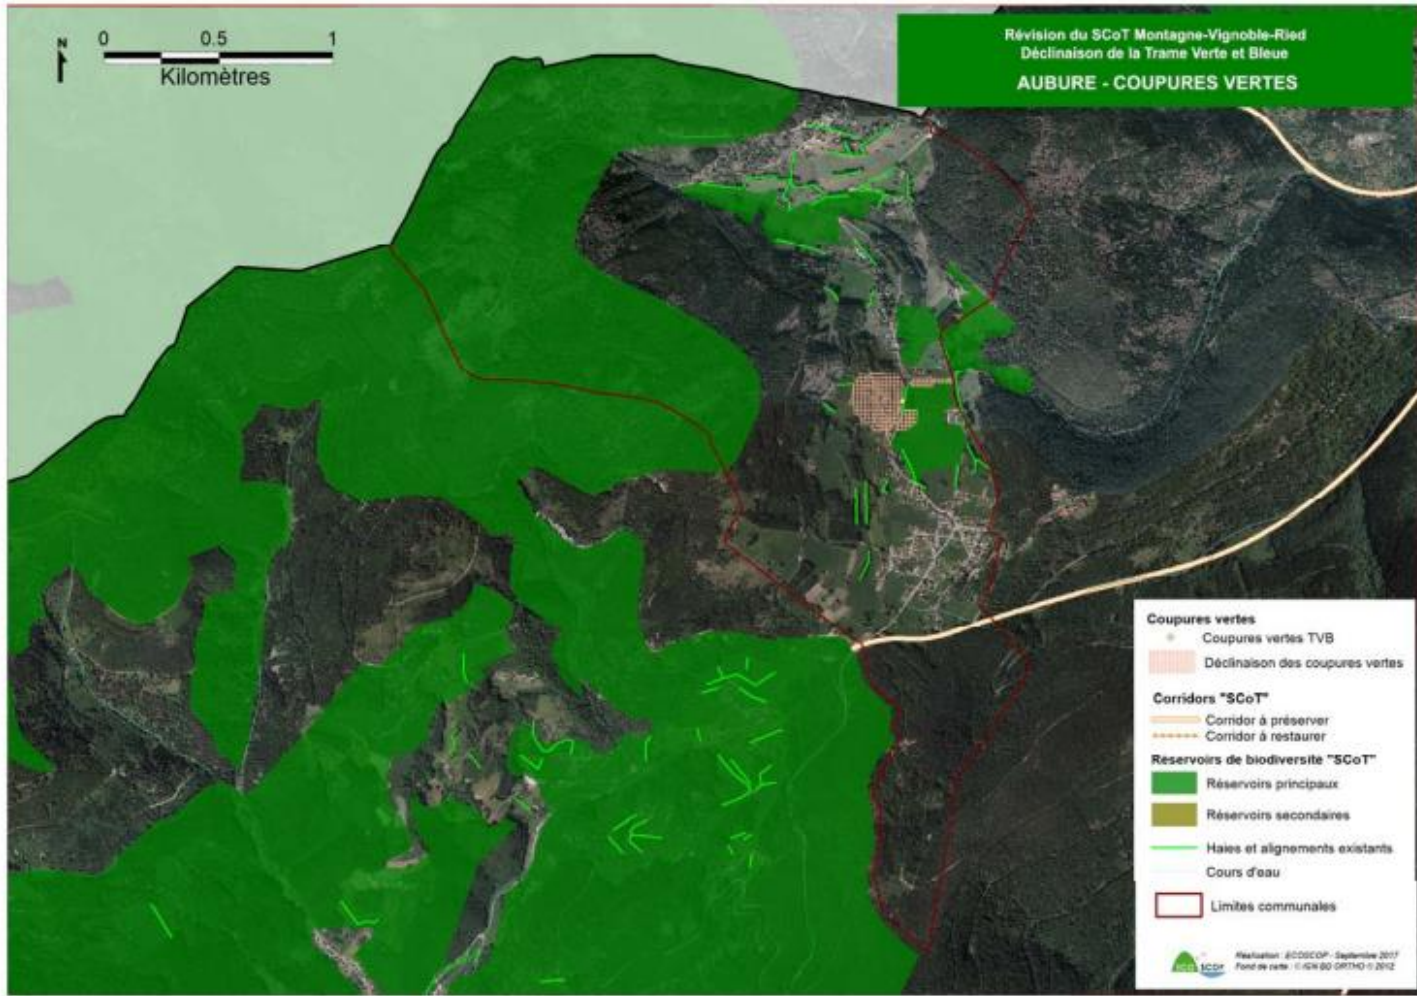 Révision du SCoT Montagne-Vignoble-Ried
Déclinaison de la Trame Verte et Bleue
AUBURE - COUPURES VERTES
N
0 0.5 1
Kilomètres
Coupures vertes
Coupures vertes TVB
Déclinaison des coupures vertes
Corridors "SCoT"
Corridor à préserver
Corridor à restaurer
Réservoirs de biodiversité "SCoT"
Réservoirs principaux
Réservoirs secondaires
Haies et alignements existants
Cours d'eau
Limites communales
ECO SCOP
Réalisation : ECOSCOP - Septembre 2017
Fond de carte : © IGN BD ORTHO © 2012